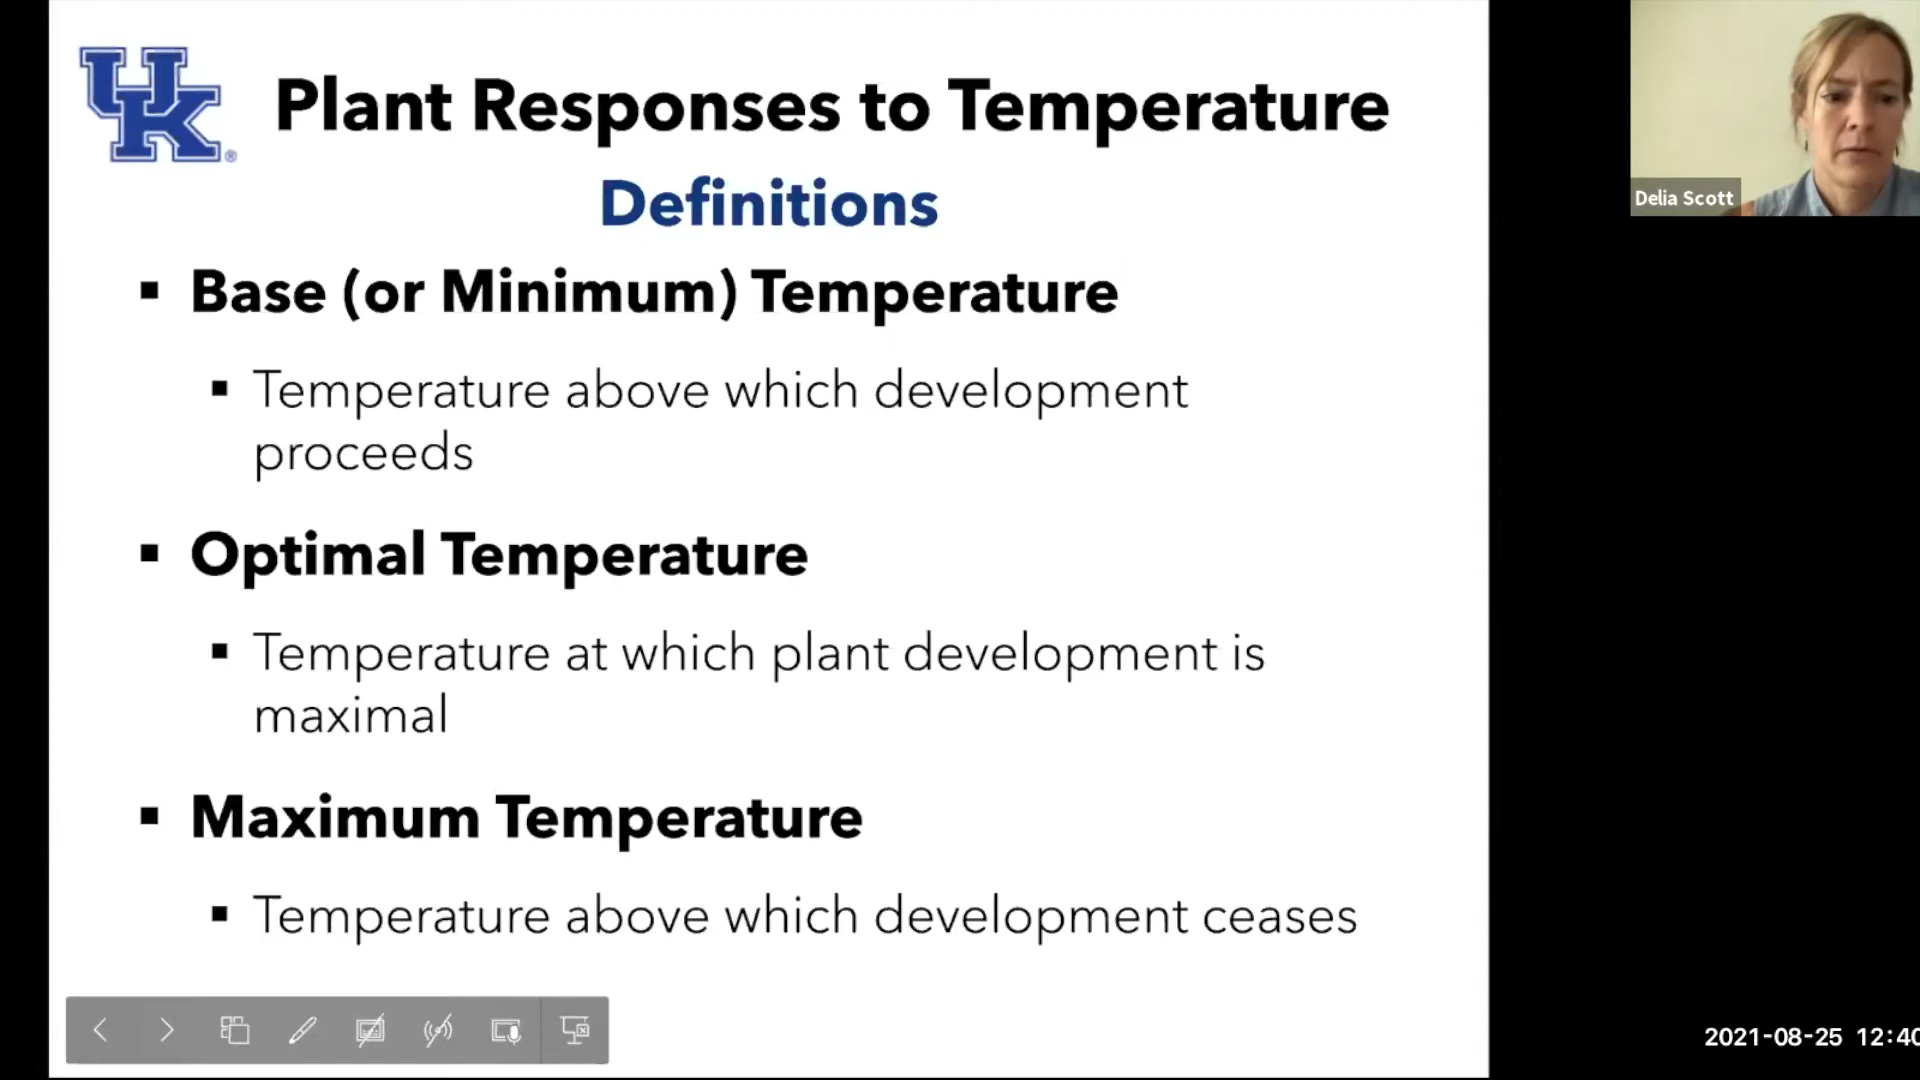 UK®
Plant Responses to Temperature
Definitions
▪ Base (or Minimum) Temperature
▪ Temperature above which development
proceeds
▪ Optimal Temperature
▪ Temperature at which plant development is
maximal
▪ Maximum Temperature
▪ Temperature above which development ceases
Delia Scott
2021-08-25 12:40